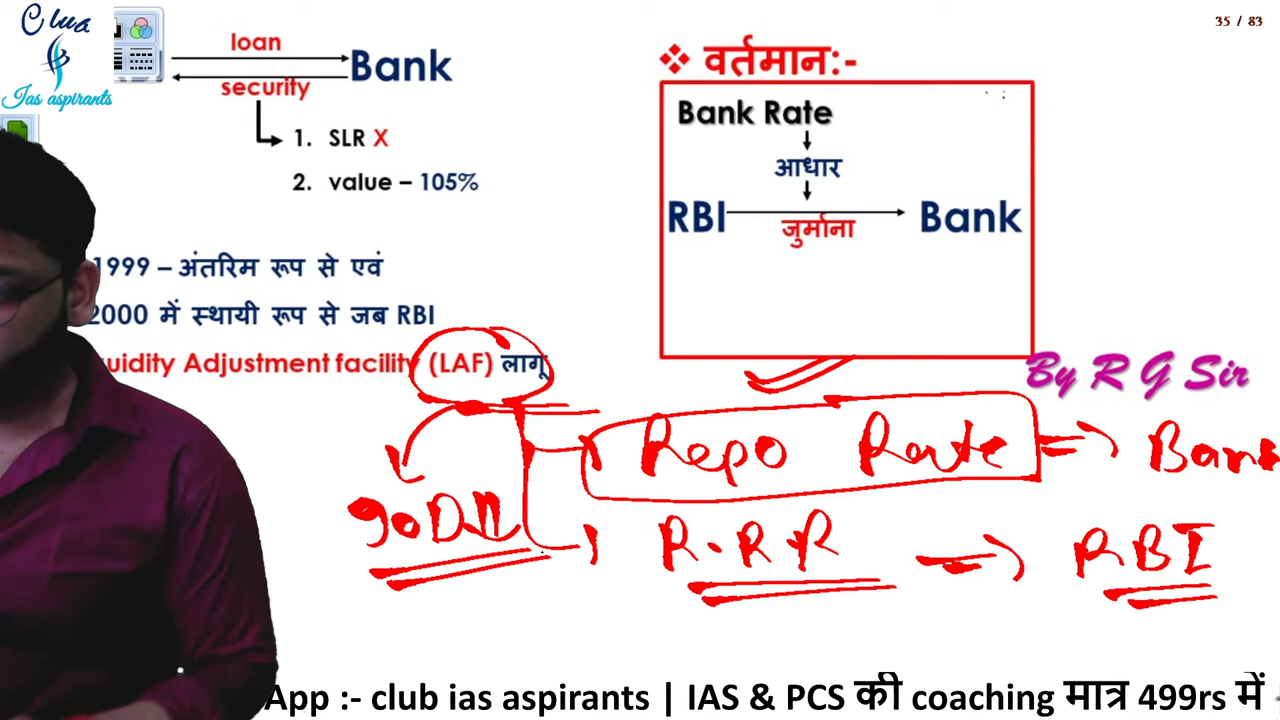 Club
Ias aspirants
35 / 83
loan
Bank
security
1. SLR X
2. value – 105%
1999 – अंतरिम रूप से एवं
2000 में स्थायी रूप से जब RBI
uidity Adjustment facility (LAF) लागू
❖ वर्तमान:-
Bank Rate
आधार
RBI
जुर्माना
Bank
By R G Sir
Repo Rate => Bank
R.R.R => RBI
App :- club ias aspirants | IAS & PCS की coaching मात्र 499rs में